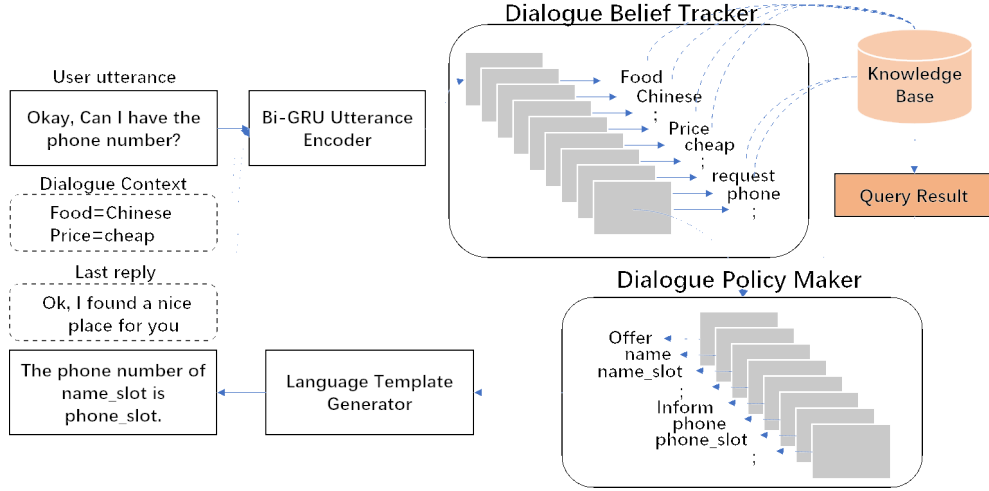 Dialogue Belief Tracker
User utterance
Okay, Can I have the
phone number?
Bi-GRU Utterance
Encoder
Food
Chinese
;
Price
cheap
;
request
phone
;
Knowledge
Base
Query Result
Dialogue Context
Food=Chinese
Price=cheap
Last reply
Ok, I found a nice
place for you
Dialogue Policy Maker
Offer
name
name_slot
;
Inform
phone
phone_slot
;
Language Template
Generator
The phone number of
name_slot is
phone_slot.